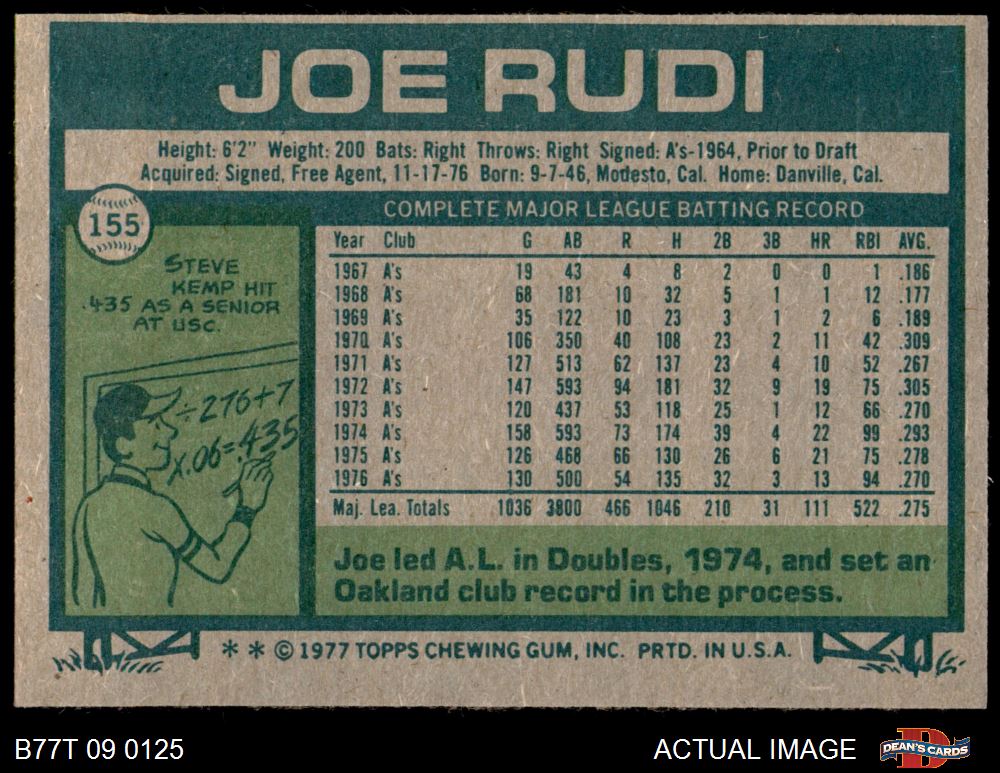 JOE RUDI
Height: 6'2" Weight: 200 Bats: Right Throws: Right Signed: A's-1964, Prior to Draft
Acquired: Signed, Free Agent, 11-17-76 Born: 9-7-46, Modesto, Cal. Home: Danville, Cal.
155
STEVE
KEMP HIT
.435 AS A SENIOR
AT USC.
÷276+7
x.06=.435
COMPLETE MAJOR LEAGUE BATTING RECORD
Year Club G AB R H 2B 3B HR RBI AVG.
1967 A's 19 43 4 8 2 0 0 1 .186
1968 A's 68 181 10 32 5 1 1 12 .177
1969 A's 35 122 10 23 3 1 2 6 .189
1970 A's 106 350 40 108 23 2 11 42 .309
1971 A's 127 513 62 137 23 4 10 52 .267
1972 A's 147 593 94 181 32 9 19 75 .305
1973 A's 120 437 53 118 25 1 12 66 .270
1974 A's 158 593 73 174 39 4 22 99 .293
1975 A's 126 468 66 130 26 6 21 75 .278
1976 A's 130 500 54 135 32 3 13 94 .270
Maj. Lea. Totals 1036 3800 466 1046 210 31 111 522 .275
Joe led A.L. in Doubles, 1974, and set an
Oakland club record in the process.
* * © 1977 TOPPS CHEWING GUM, INC. PRTD. IN U.S.A.
B77T 09 0125 ACTUAL IMAGE DEAN'S CARDS